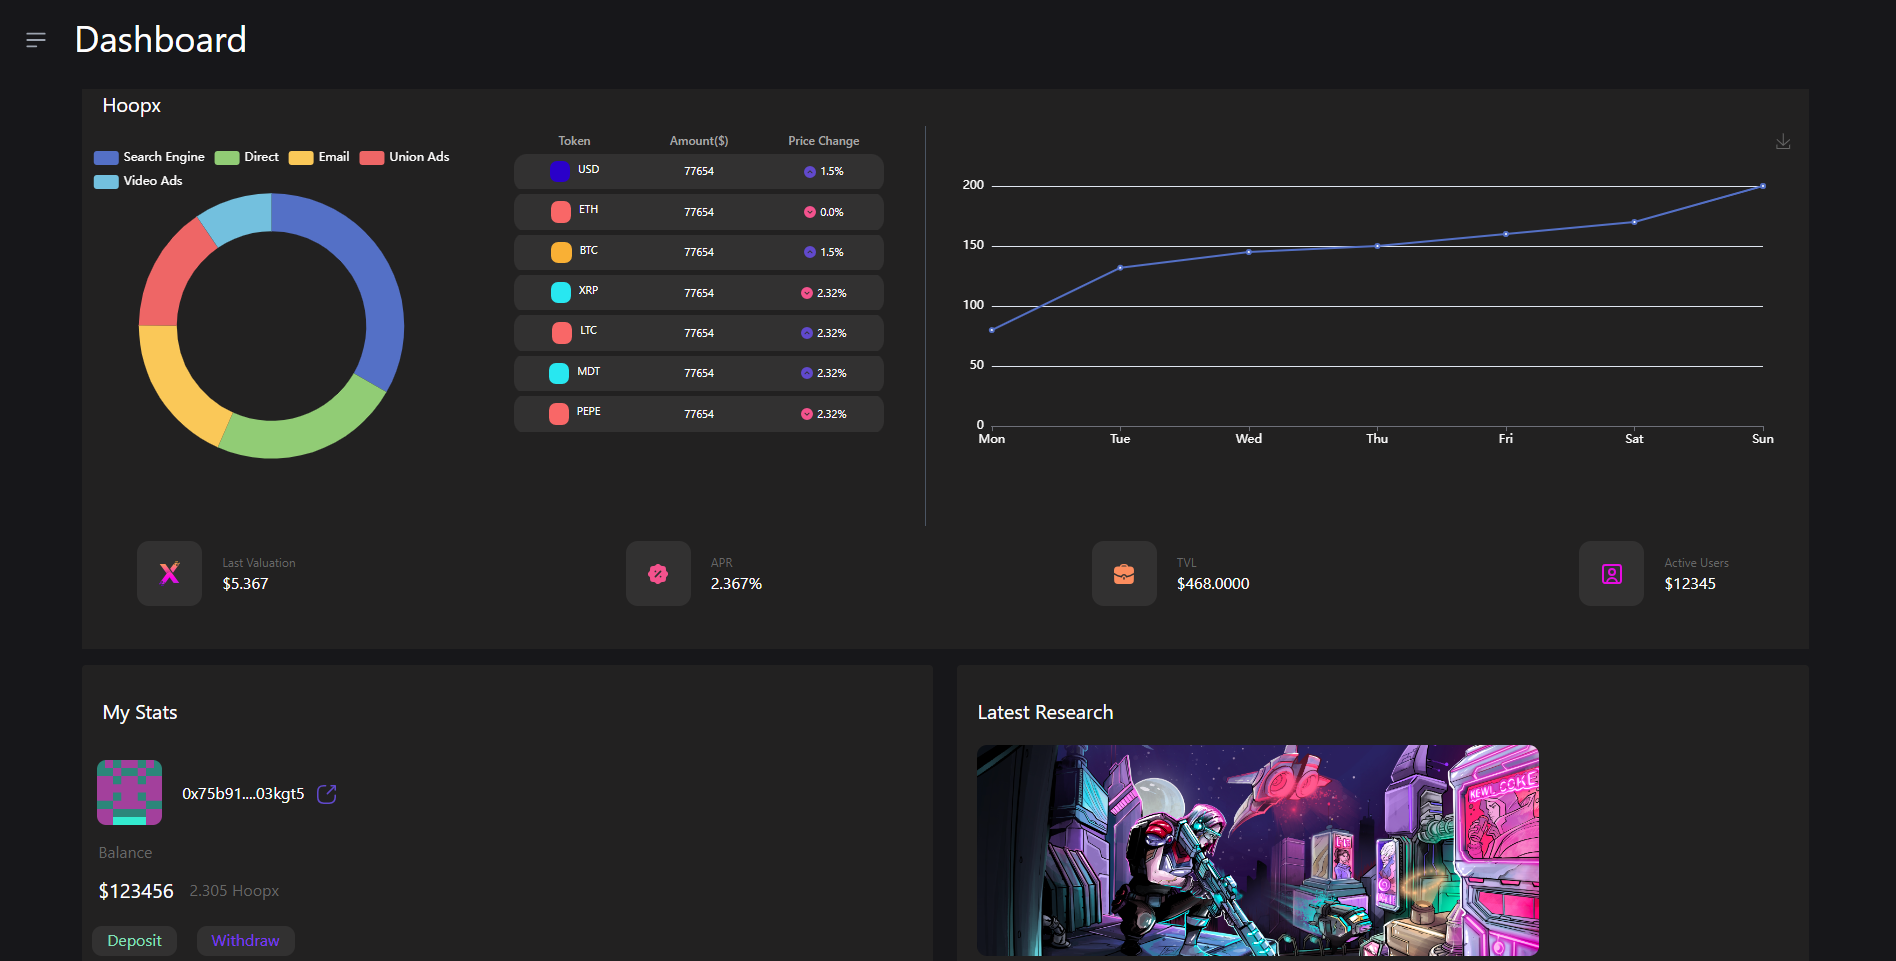 Dashboard
Hoopx
Search Engine Direct Email Union Ads
Video Ads
Token Amount($) Price Change
USD 77654 1.5%
ETH 77654 0.0%
BTC 77654 1.5%
XRP 77654 2.32%
LTC 77654 2.32%
MDT 77654 2.32%
PEPE 77654 2.32%
200
150
100
50
0
Mon Tue Wed Thu Fri Sat Sun
Last Valuation
$5.367
APR
2.367%
TVL
$468.0000
Active Users
$12345
My Stats
0x75b91....03kgt5
Balance
$123456 2.305 Hoopx
Deposit Withdraw
Latest Research
KEWL COKE